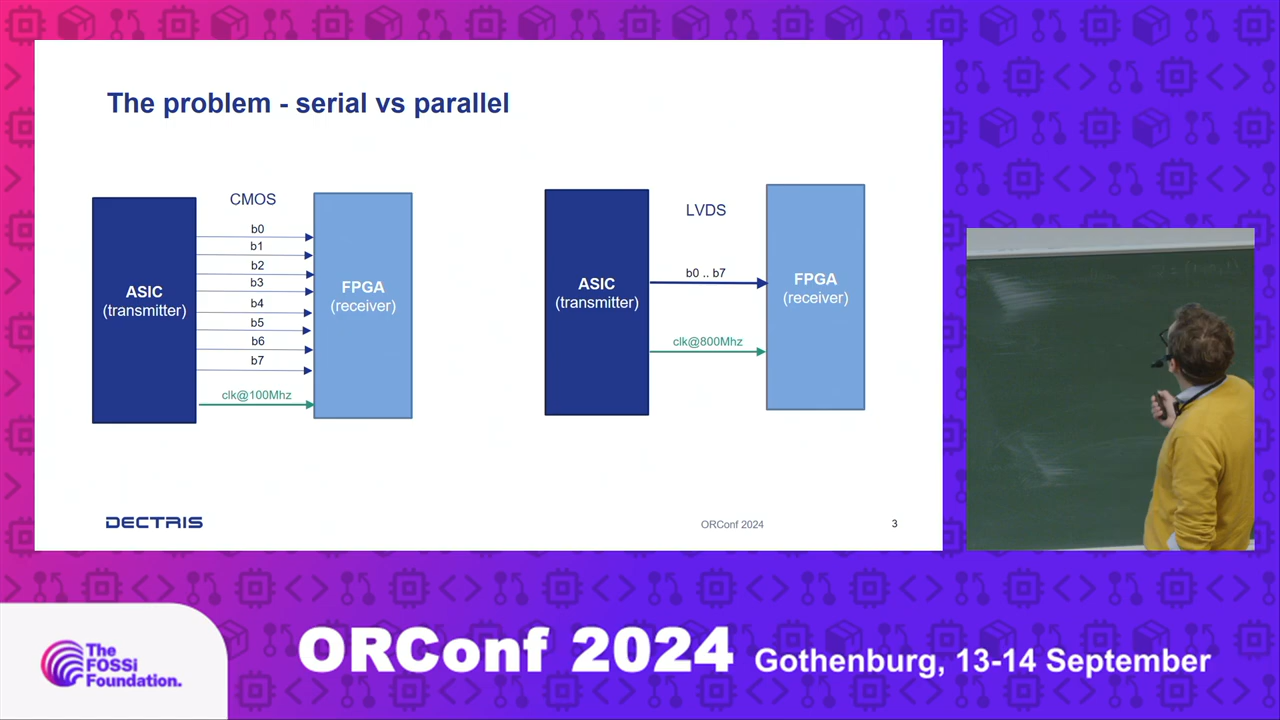 The problem - serial vs parallel
CMOS
b0
b1
b2
b3
b4
b5
b6
b7
clk@100Mhz
ASIC
(transmitter)
FPGA
(receiver)
LVDS
b0 .. b7
clk@800Mhz
ASIC
(transmitter)
FPGA
(receiver)
DECTRIS
ORConf 2024
3
The
FOSSi
Foundation.
ORConf 2024 Gothenburg, 13-14 September